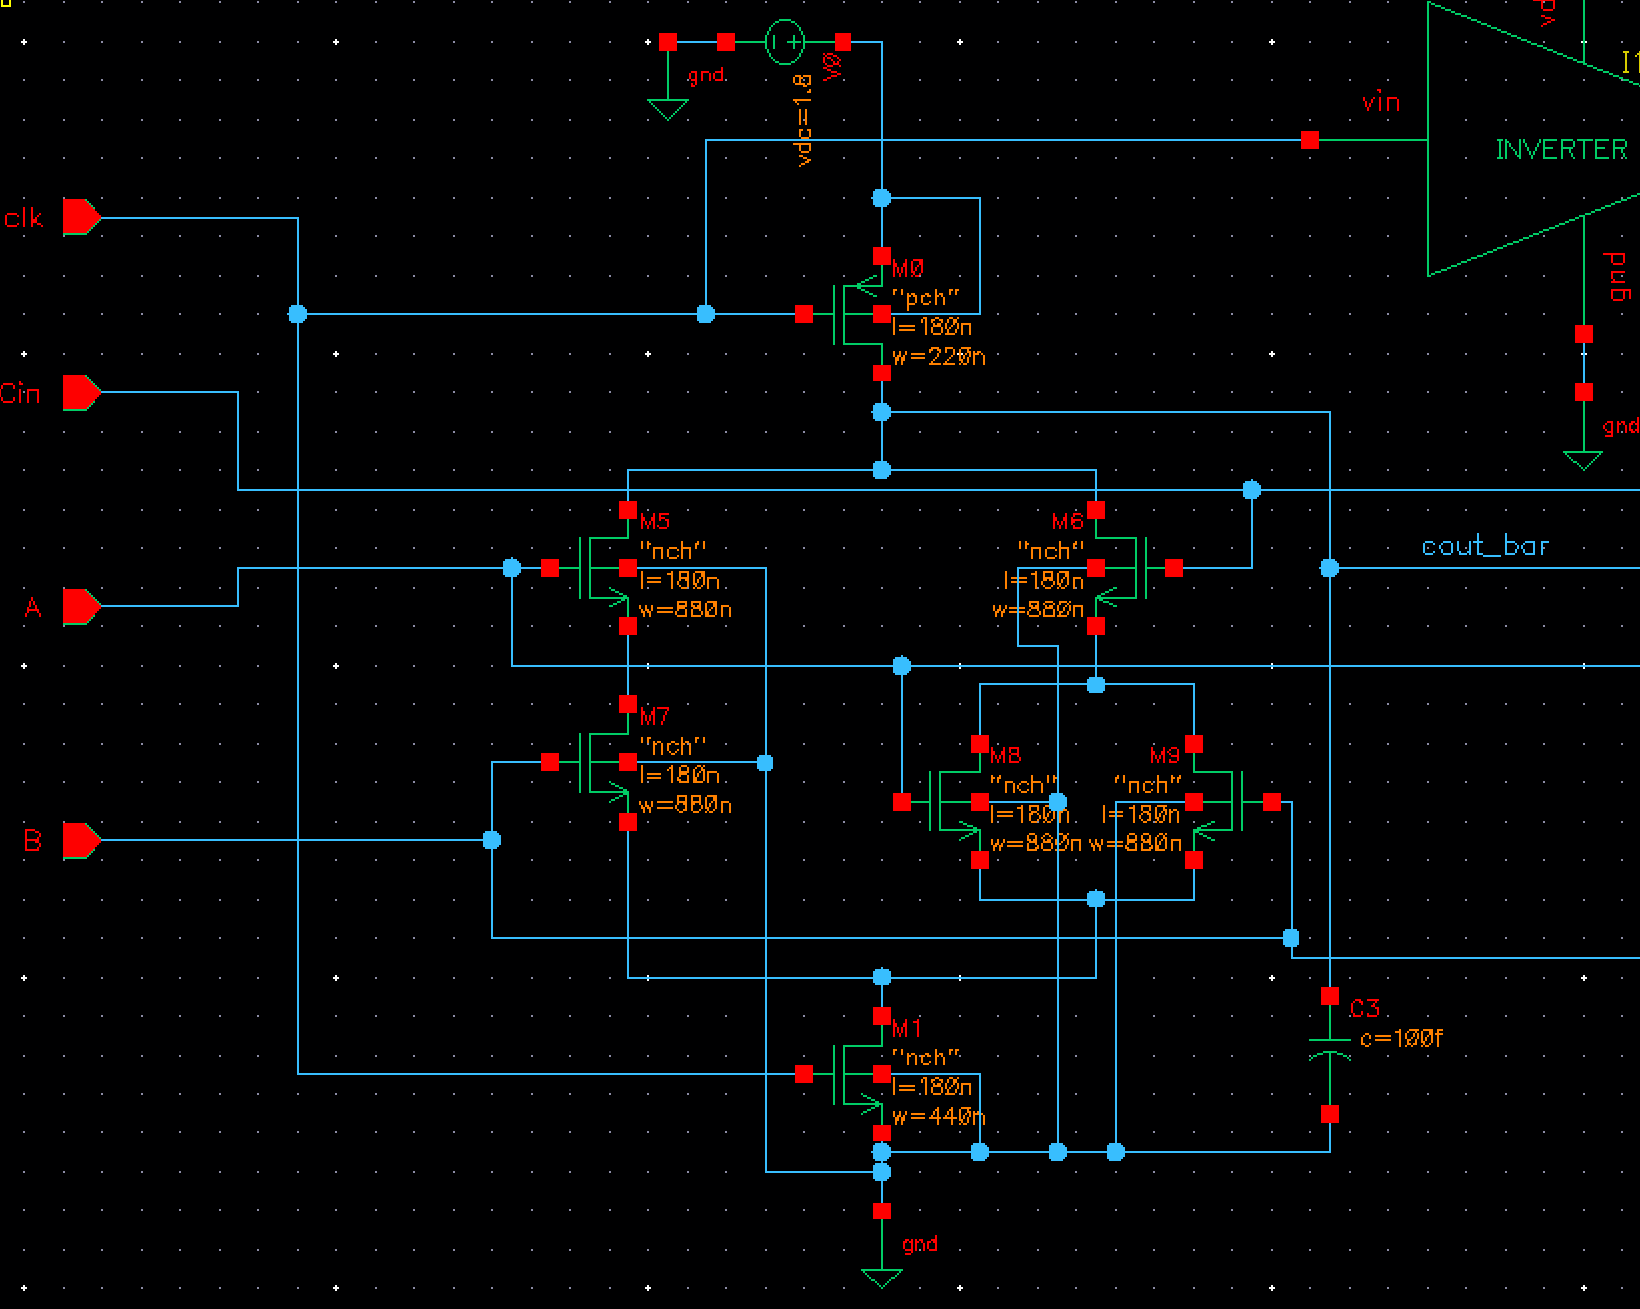 vd
I1
gnd
V0
vdc=1.8
vin
INVERTER
clk
gnd
M0
"pch"
l=180n
w=220n
Cin
gnd
M5
"nch"
l=180n
w=880n
M6
"nch"
l=180n
w=880n
cout_bar
A
M7
"nch"
l=180n
w=880n
M8
"nch"
l=180n
w=880n
M9
"nch"
l=180n
w=880n
B
M1
"nch"
l=180n
w=440n
C3
c=100f
gnd